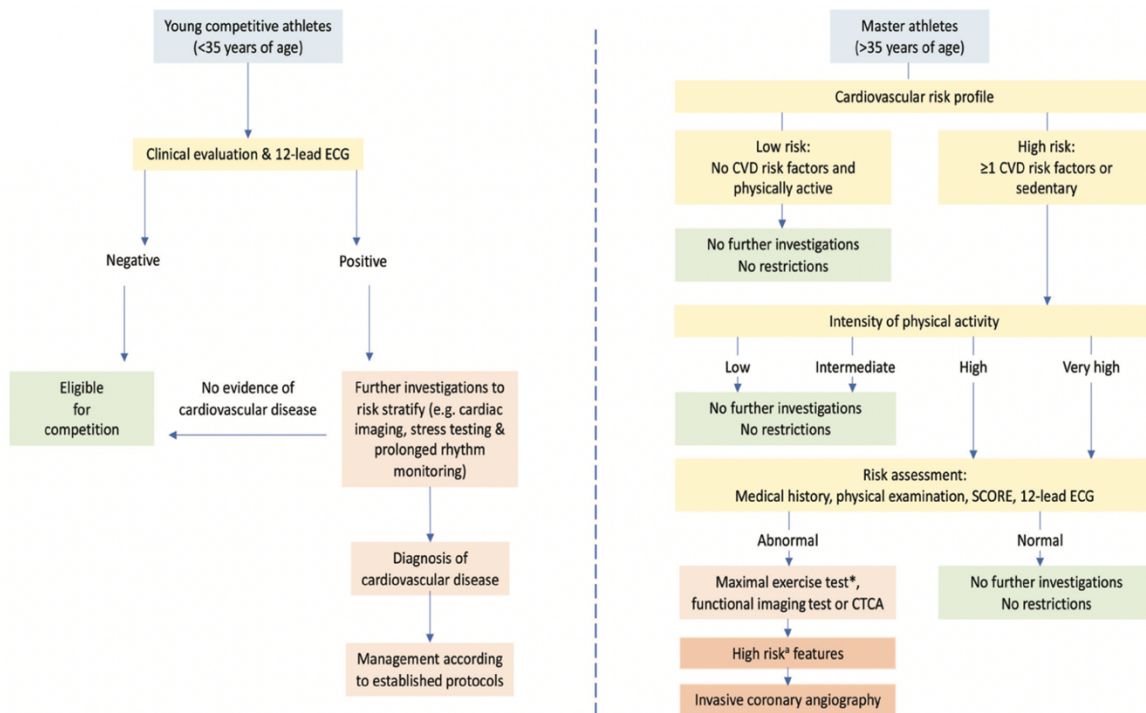 Young competitive athletes
(<35 years of age)
Clinical evaluation & 12-lead ECG
Negative
Positive
Eligible
for
competition
No evidence of
cardiovascular disease
Further investigations to
risk stratify (e.g. cardiac
imaging, stress testing &
prolonged rhythm
monitoring)
Diagnosis of
cardiovascular disease
Management according
to established protocols
Master athletes
(>35 years of age)
Cardiovascular risk profile
Low risk:
No CVD risk factors and
physically active
High risk:
≥1 CVD risk factors or
sedentary
No further investigations
No restrictions
Intensity of physical activity
Low
Intermediate
High
Very high
No further investigations
No restrictions
Risk assessment:
Medical history, physical examination, SCORE, 12-lead ECG
Abnormal
Normal
Maximal exercise test*,
functional imaging test or CTCA
No further investigations
No restrictions
High riskª features
Invasive coronary angiography